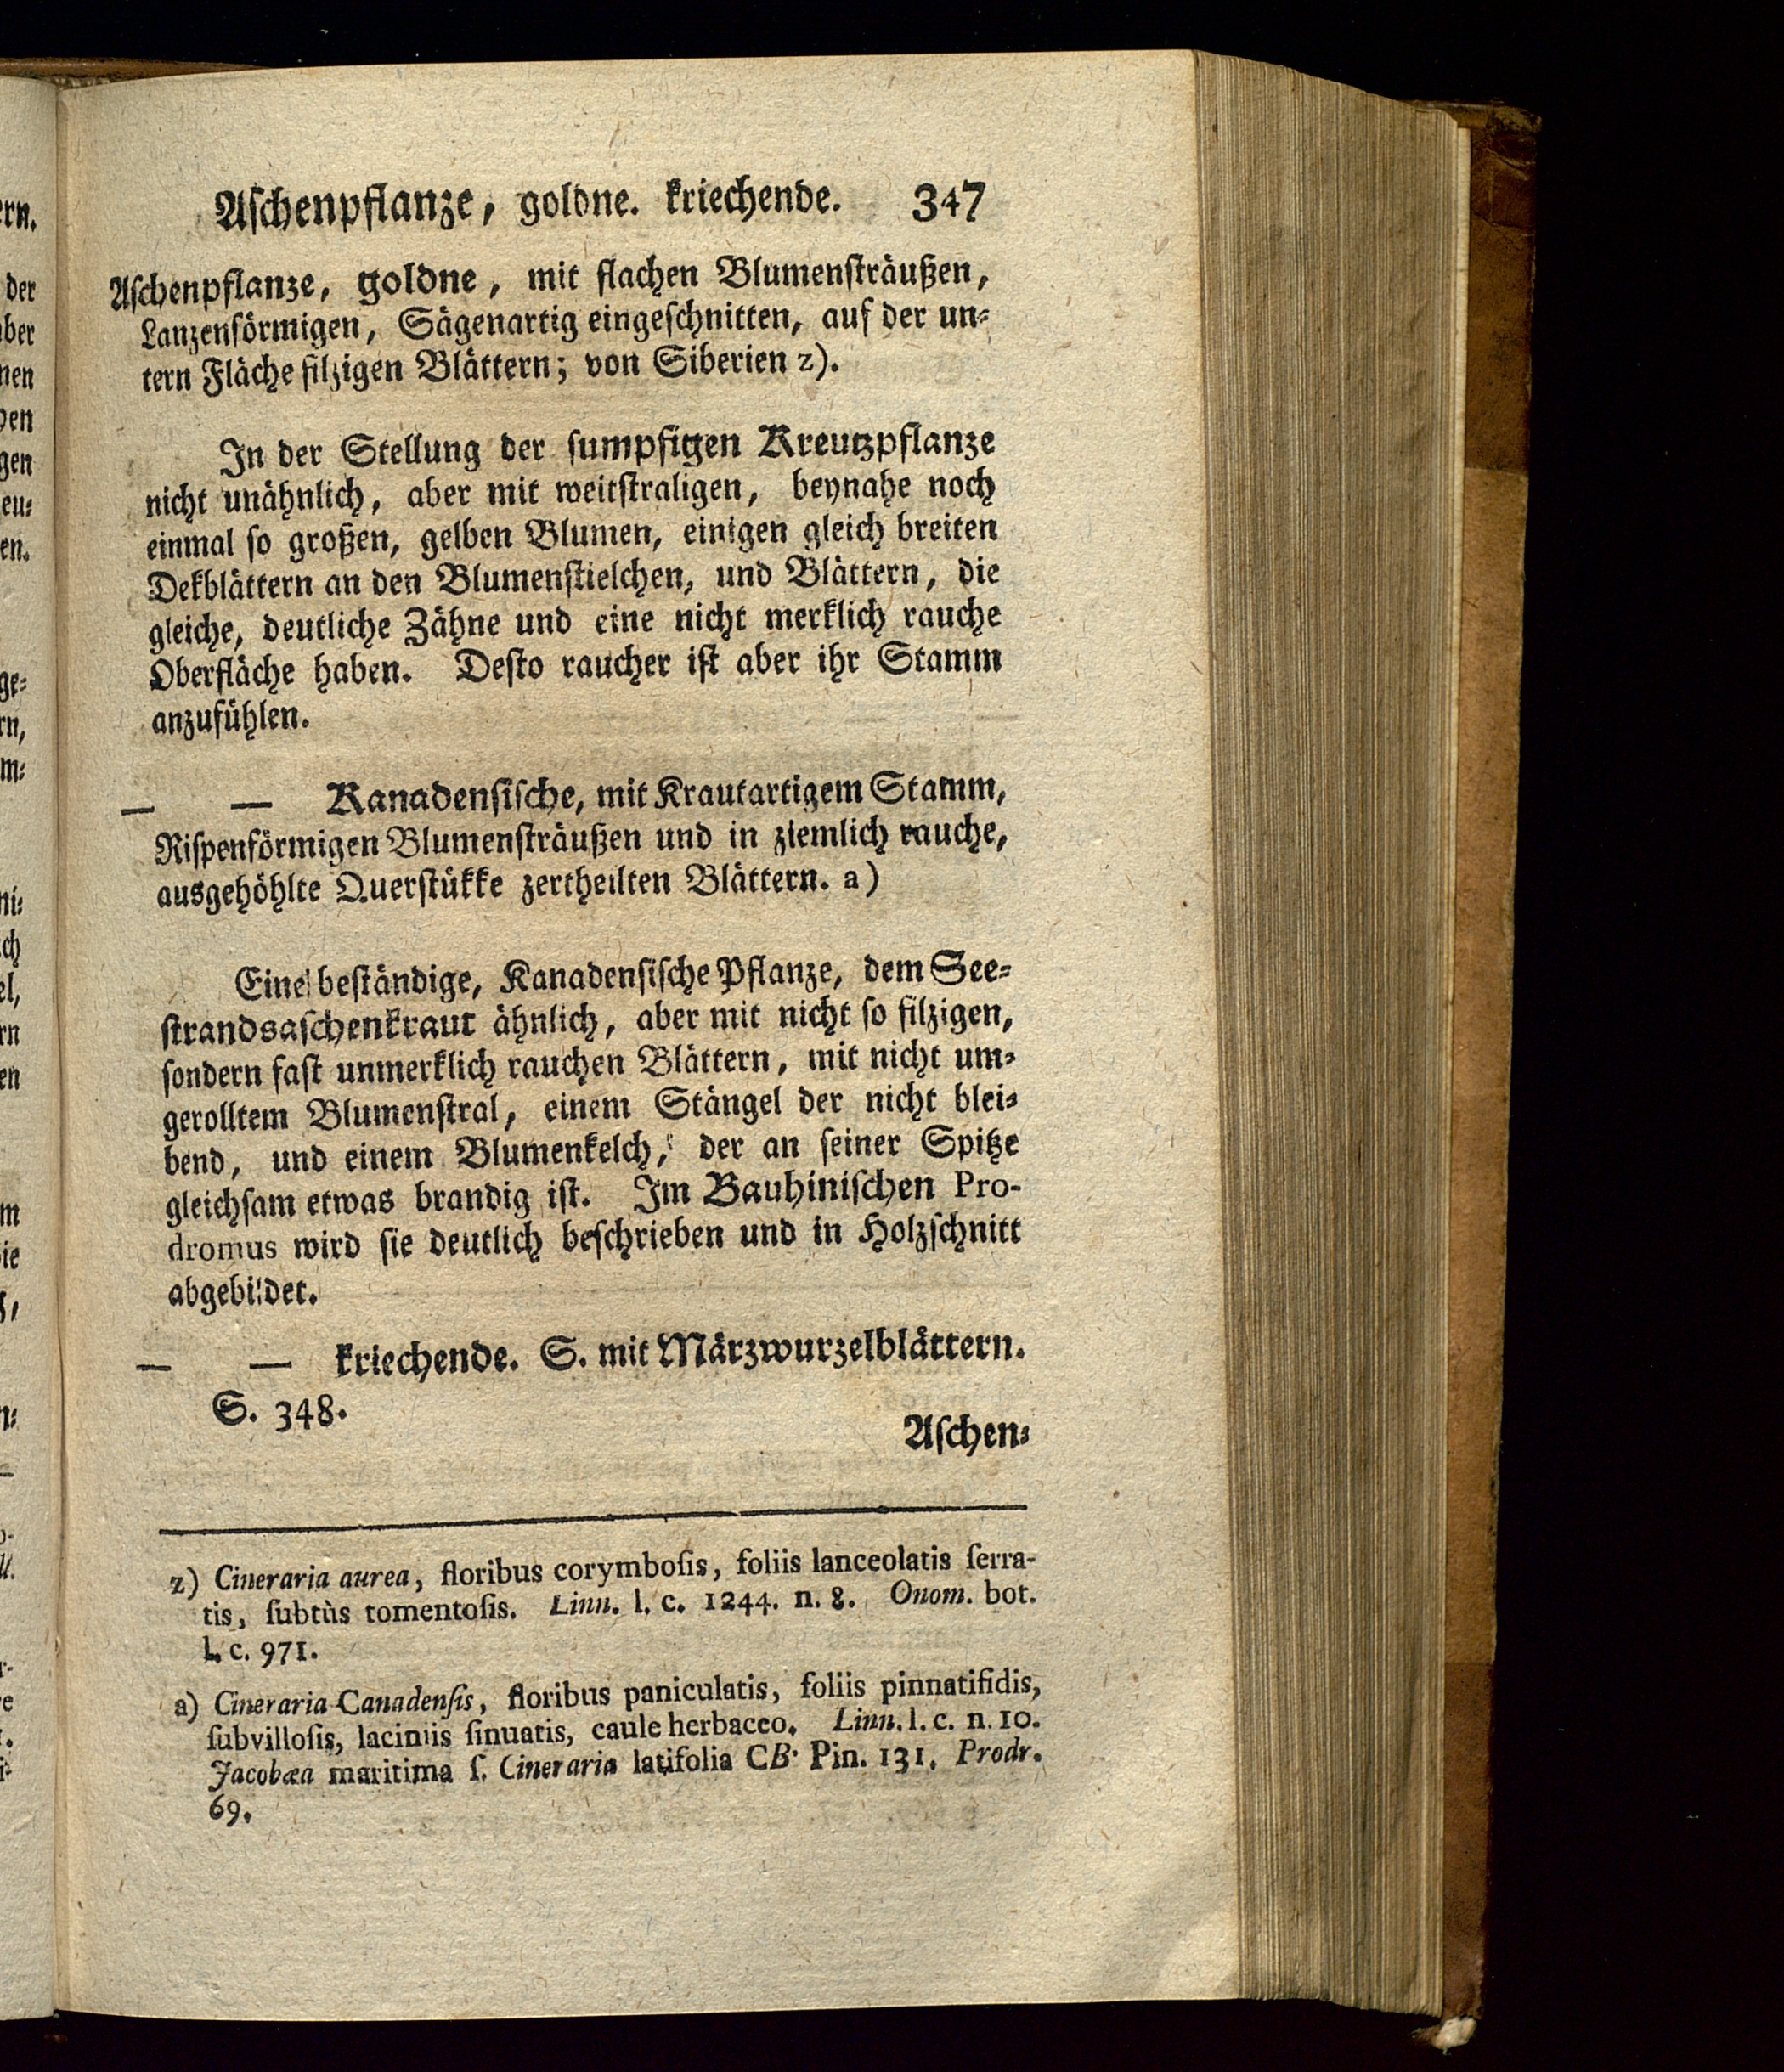 Aſchenpflanze, goldne. kriechende. 347
Aſchenpflanze, goldne, mit flachen Blumenſträußen,
Lanzenförmigen, Sägenartig eingeſchnitten, auf der un-
tern Fläche filzigen Blättern; von Siberien z).
In der Stellung der ſumpfigen Kreutzpflanze
nicht unähnlich, aber mit weitſtraligen, beynahe noch
einmal ſo großen, gelben Blumen, einigen gleich breiten
Dekblättern an den Blumenſtielchen, und Blättern, die
gleiche, deutliche Zähne und eine nicht merklich rauche
Oberfläche haben. Deſto raucher iſt aber ihr Stamm
anzufühlen.
— — Kanadenſiſche, mit Krautartigem Stamm,
Riſpenförmigen Blumenſträußen und in ziemlich rauche,
ausgehöhlte Querſtükke zertheilten Blättern. a)
Eine beſtändige, Kanadenſiſche Pflanze, dem See-
ſtrandsaſchenkraut ähnlich, aber mit nicht ſo filzigen,
ſondern faſt unmerklich rauchen Blättern, mit nicht um-
gerolltem Blumenſtral, einem Stängel der nicht blei-
bend, und einem Blumenkelch, der an ſeiner Spitze
gleichſam etwas brandig iſt. Im Bauhiniſchen Pro-
dromus wird ſie deutlich beſchrieben und in Holzſchnitt
abgebildet.
— — kriechende. S. mit Märzwurzelblättern.
S. 348.
Aſchen-
z) Cineraria aurea, floribus corymboſis, foliis lanceolatis ſerra-
tis, ſubtùs tomentoſis. Linn. l. c. 1244. n. 8. Onom. bot.
l. c. 971.
a) Cineraria Canadenſis, floribus paniculatis, foliis pinnatifidis,
ſubvilloſis, laciniis ſinuatis, caule herbaceo. Linn. l. c. n. 10.
Jacobæa maritima ſ. Cineraria latifolia CB. Pin. 131. Prodr.
69.